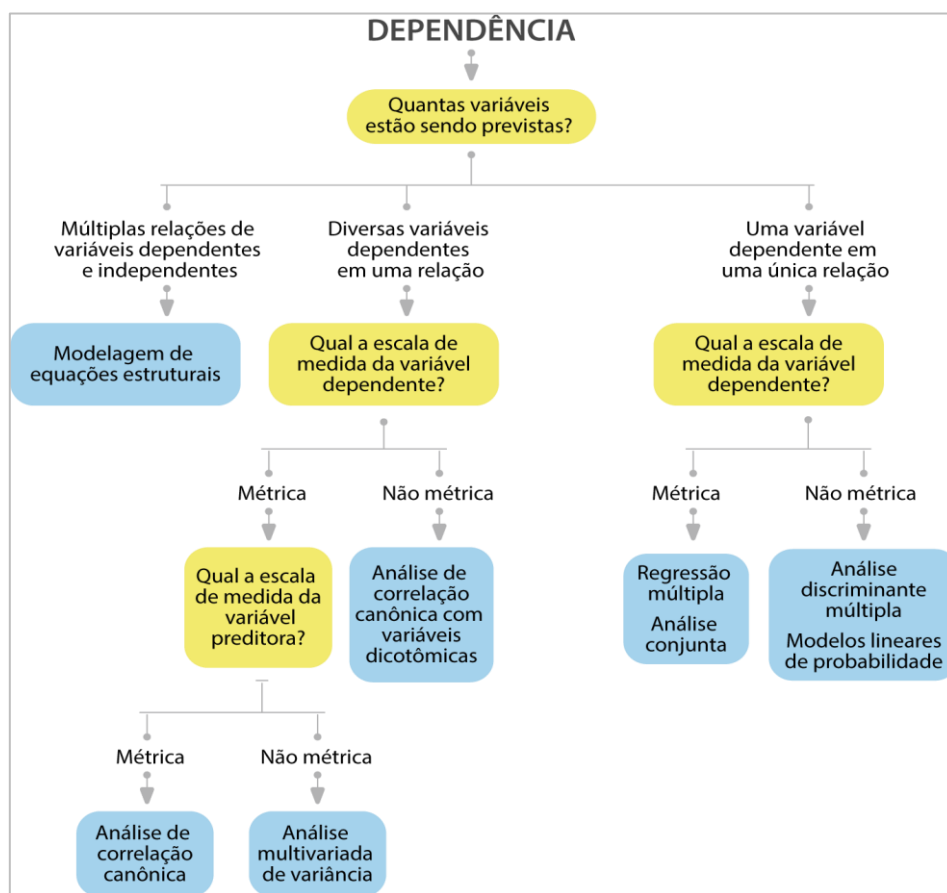 DEPENDÊNCIA
Quantas variáveis
estão sendo previstas?
Múltiplas relações de
variáveis dependentes
e independentes
Diversas variáveis
dependentes
em uma relação
Uma variável
dependente em
uma única relação
Modelagem de
equações estruturais
Qual a escala de
medida da variável
dependente?
Qual a escala de
medida da variável
dependente?
Métrica
Não métrica
Métrica
Não métrica
Qual a escala
de medida da
variável
preditora?
Análise de
correlação
canônica com
variáveis
dicotômicas
Regressão
múltipla
Análise
conjunta
Análise
discriminante
múltipla
Modelos lineares
de probabilidade
Métrica
Não métrica
Análise de
correlação
canônica
Análise
multivariada
de variância